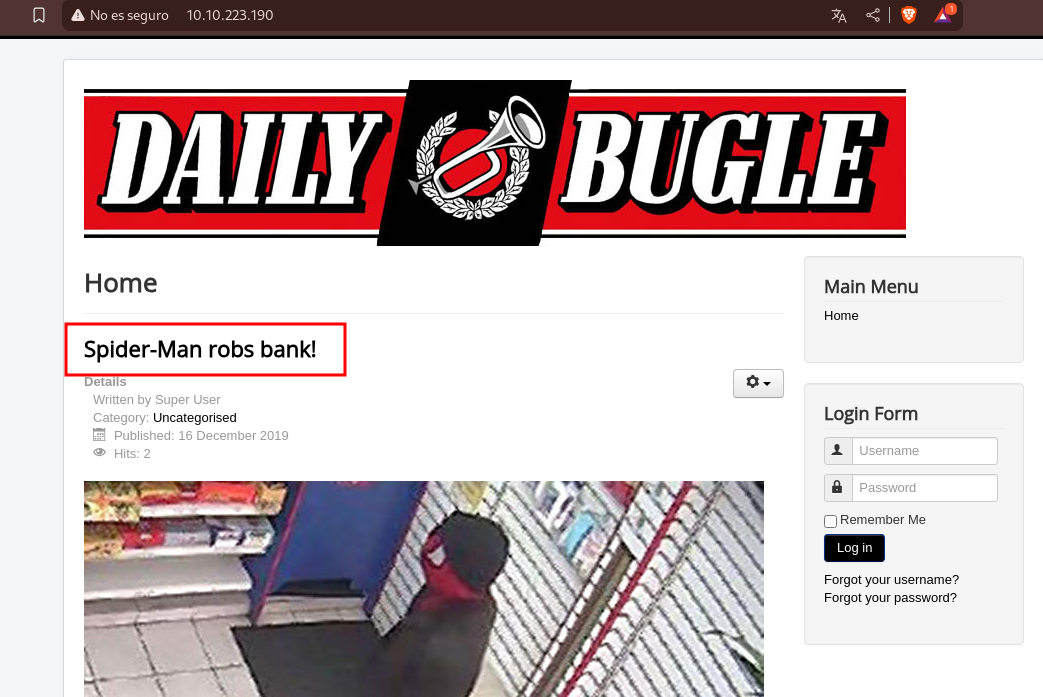 No es seguro 10.10.223.190
1
DAILY BUGLE
Home
Spider-Man robs bank!
Details
Written by Super User
Category: Uncategorised
Published: 16 December 2019
Hits: 2
Main Menu
Home
Login Form
Username
Password
Remember Me
Log in
Forgot your username?
Forgot your password?